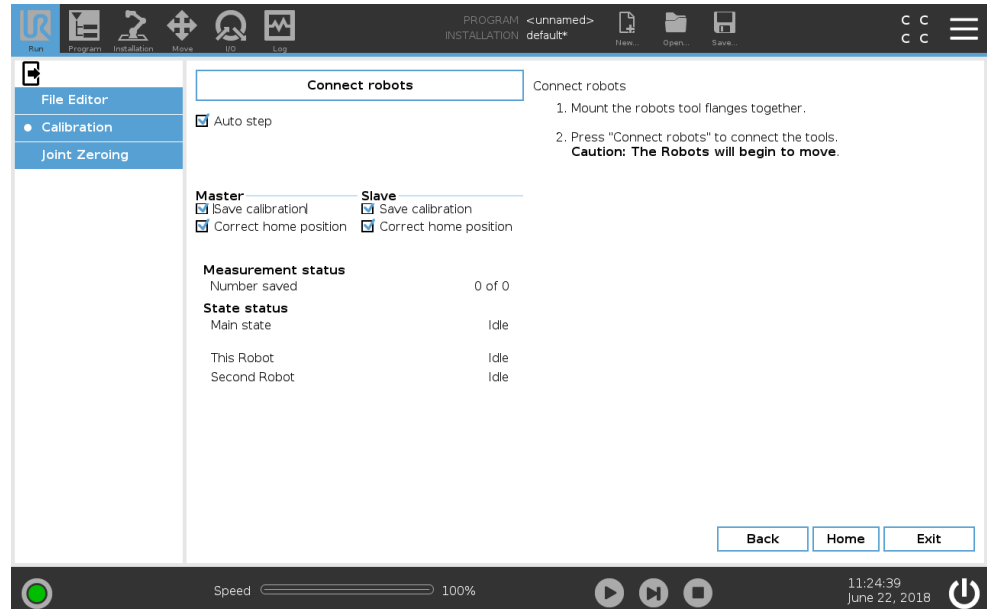 PROGRAM <unnamed>
INSTALLATION default*
C C
C C
UR
Run
Program
Installation
Move
I/O
Log
New...
Open...
Save...
File Editor
Calibration
Joint Zeroing
Connect robots
Auto step
Master
Slave
Save calibration
Save calibration
Correct home position
Correct home position
Measurement status
Number saved 0 of 0
State status
Main state Idle
This Robot Idle
Second Robot Idle
Connect robots
1. Mount the robots tool flanges together.
2. Press "Connect robots" to connect the tools.
Caution: The Robots will begin to move.
Back
Home
Exit
Speed 100%
11:24:39
June 22, 2018